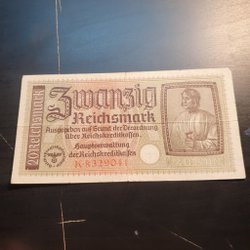 20 Reichsmark
Zwanzig
Reichsmark
Ausgegeben auf Grund der Verordnung
über Reichskreditkassen
Hauptverwaltung
der Reichskreditkassen